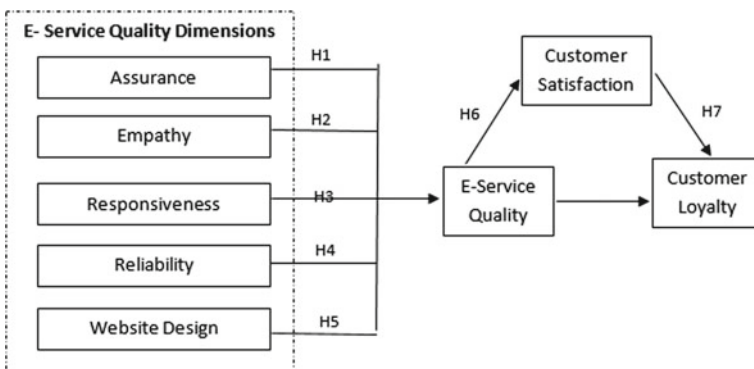 E- Service Quality Dimensions
Assurance
H1
Empathy
H2
Responsiveness
H3
Reliability
H4
Website Design
H5
Customer
Satisfaction
H6
H7
E-Service
Quality
Customer
Loyalty